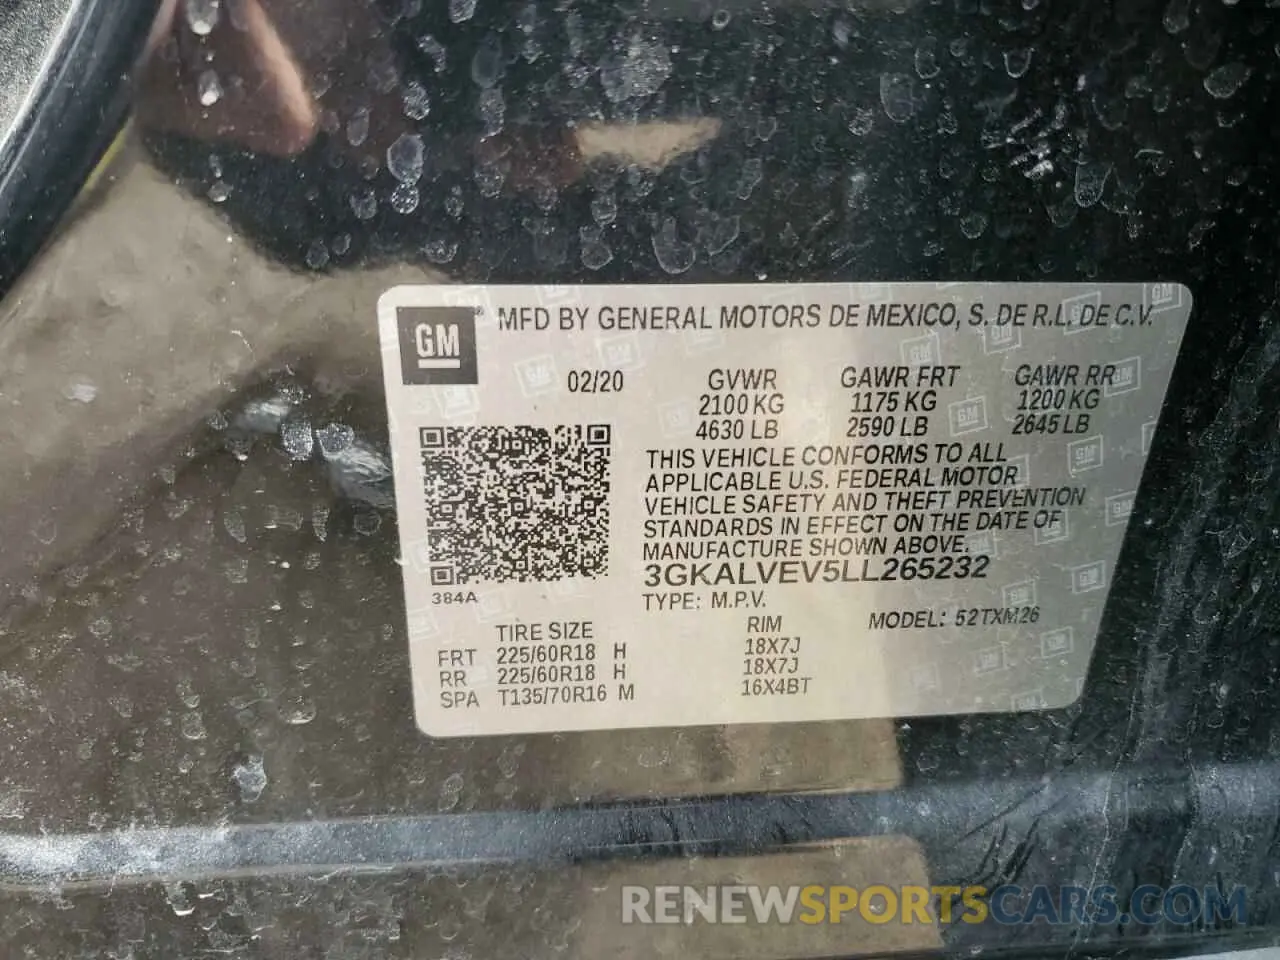 GM
MFD BY GENERAL MOTORS DE MEXICO, S. DE R.L. DE C.V.
02/20 GVWR GAWR FRT GAWR RR
2100 KG 1175 KG 1200 KG
4630 LB 2590 LB 2645 LB
THIS VEHICLE CONFORMS TO ALL
APPLICABLE U.S. FEDERAL MOTOR
VEHICLE SAFETY AND THEFT PREVENTION
STANDARDS IN EFFECT ON THE DATE OF
MANUFACTURE SHOWN ABOVE.
3GKALVEV5LL265232
384A
TYPE: M.P.V.
MODEL: 52TXM26
TIRE SIZE RIM
FRT 225/60R18 H 18X7J
RR 225/60R18 H 18X7J
SPA T135/70R16 M 16X4BT
RENEWSPORTSCARS.COM